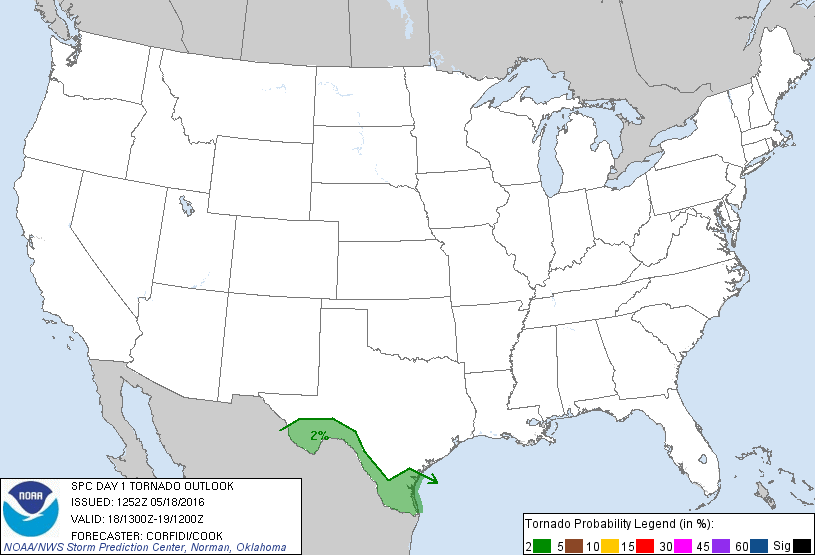 2%
SPC DAY 1 TORNADO OUTLOOK
ISSUED: 1252Z 05/18/2016
VALID: 18/1300Z-19/1200Z
FORECASTER: CORFIDI/COOK
NOAA/NWS Storm Prediction Center, Norman, Oklahoma
NOAA
Tornado Probability Legend (in %):
2 5 10 15 30 45 60 Sig